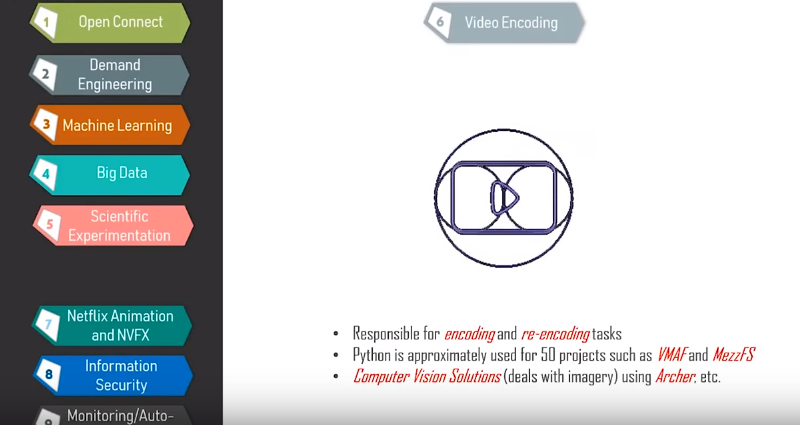 1 Open Connect
2 Demand
Engineering
3 Machine Learning
4 Big Data
5 Scientific
Experimentation
7 Netflix Animation
and NVFX
8 Information
Security
9 Monitoring/Auto-
6 Video Encoding
• Responsible for encoding and re-encoding tasks
• Python is approximately used for 50 projects such as VMAF and MezzFS
• Computer Vision Solutions (deals with imagery) using Archer, etc.